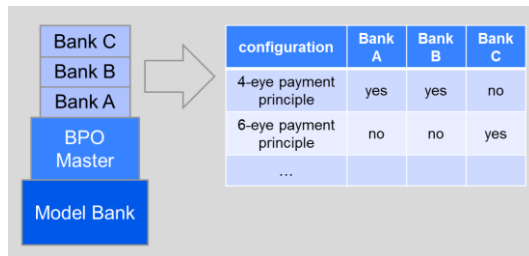 Bank C
Bank B
Bank A
BPO
Master
Model Bank
configuration
Bank
A
Bank
B
Bank
C
4-eye payment
principle
yes
yes
no
6-eye payment
principle
no
no
yes
...